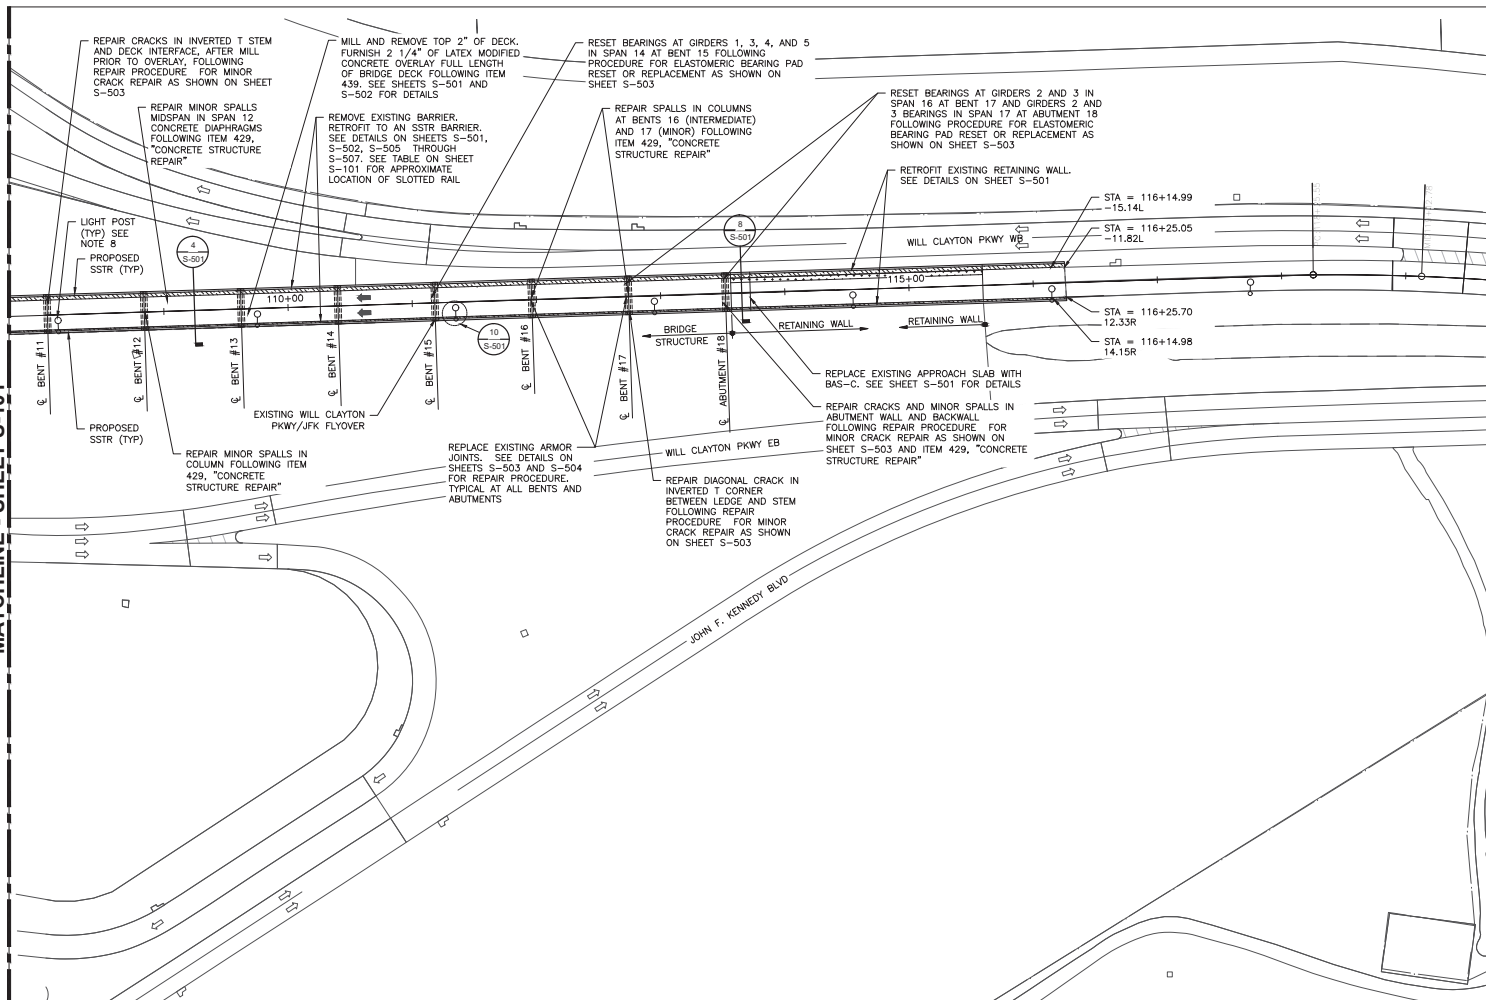 REPAIR CRACKS IN INVERTED T STEM
AND DECK INTERFACE, AFTER MILL
PRIOR TO OVERLAY, FOLLOWING
REPAIR PROCEDURE FOR MINOR
CRACK REPAIR AS SHOWN ON SHEET
S-503
REPAIR MINOR SPALLS
MIDSPAN IN SPAN 12
CONCRETE DIAPHRAGMS
FOLLOWING ITEM 429,
"CONCRETE STRUCTURE
REPAIR"
MILL AND REMOVE TOP 2" OF DECK.
FURNISH 2 1/4" OF LATEX MODIFIED
CONCRETE OVERLAY FULL LENGTH
OF BRIDGE DECK FOLLOWING ITEM
439. SEE SHEETS S-501 AND
S-502 FOR DETAILS
REMOVE EXISTING BARRIER.
RETROFIT TO AN SSTR BARRIER.
SEE DETAILS ON SHEETS S-501,
S-502, S-505 THROUGH
S-507. SEE TABLE ON SHEET
S-101 FOR APPROXIMATE
LOCATION OF SLOTTED RAIL
RESET BEARINGS AT GIRDERS 1, 3, 4, AND 5
IN SPAN 14 AT BENT 15 FOLLOWING
PROCEDURE FOR ELASTOMERIC BEARING PAD
RESET OR REPLACEMENT AS SHOWN ON
SHEET S-503
REPAIR SPALLS IN COLUMNS
AT BENTS 16 (INTERMEDIATE)
AND 17 (MINOR) FOLLOWING
ITEM 429, "CONCRETE
STRUCTURE REPAIR"
RESET BEARINGS AT GIRDERS 2 AND 3 IN
SPAN 16 AT BENT 17 AND GIRDERS 2 AND
3 BEARINGS IN SPAN 17 AT ABUTMENT 18
FOLLOWING PROCEDURE FOR ELASTOMERIC
BEARING PAD RESET OR REPLACEMENT AS
SHOWN ON SHEET S-503
RETROFIT EXISTING RETAINING WALL.
SEE DETAILS ON SHEET S-501
STA = 116+14.99
-15.14L
STA = 116+25.05
-11.82L
LIGHT POST
(TYP) SEE
NOTE 8
PROPOSED
SSTR (TYP)
4
S-501
8
S-501
WILL CLAYTON PKWY WB
110+00
115+00
10
S-501
BRIDGE
STRUCTURE
RETAINING WALL
RETAINING WALL
STA = 116+25.70
12.33R
STA = 116+14.98
14.15R
℄ BENT #11
℄ BENT #12
℄ BENT #13
℄ BENT #14
℄ BENT #15
℄ BENT #16
℄ BENT #17
℄ ABUTMENT #18
REPLACE EXISTING APPROACH SLAB WITH
BAS-C. SEE SHEET S-501 FOR DETAILS
EXISTING WILL CLAYTON
PKWY/JFK FLYOVER
PROPOSED
SSTR (TYP)
REPAIR MINOR SPALLS IN
COLUMN FOLLOWING ITEM
429, "CONCRETE
STRUCTURE REPAIR"
REPLACE EXISTING ARMOR
JOINTS. SEE DETAILS ON
SHEETS S-503 AND S-504
FOR REPAIR PROCEDURE.
TYPICAL AT ALL BENTS AND
ABUTMENTS
WILL CLAYTON PKWY EB
REPAIR CRACKS AND MINOR SPALLS IN
ABUTMENT WALL AND BACKWALL
FOLLOWING REPAIR PROCEDURE FOR
MINOR CRACK REPAIR AS SHOWN ON
SHEET S-503 AND ITEM 429, "CONCRETE
STRUCTURE REPAIR"
REPAIR DIAGONAL CRACK IN
INVERTED T CORNER
BETWEEN LEDGE AND STEM
FOLLOWING REPAIR
PROCEDURE FOR MINOR
CRACK REPAIR AS SHOWN
ON SHEET S-503
JOHN F. KENNEDY BLVD